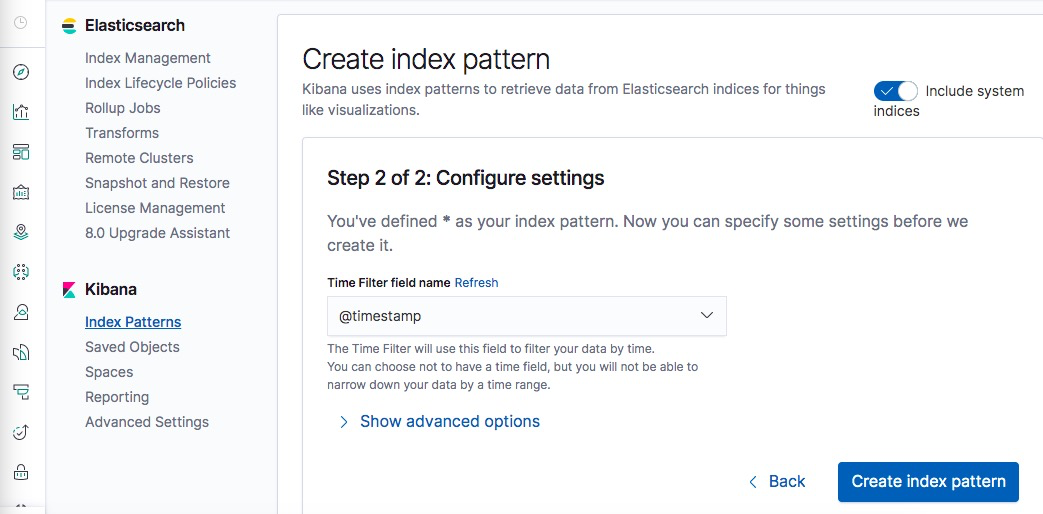 Elasticsearch
Index Management
Index Lifecycle Policies
Rollup Jobs
Transforms
Remote Clusters
Snapshot and Restore
License Management
8.0 Upgrade Assistant
Kibana
Index Patterns
Saved Objects
Spaces
Reporting
Advanced Settings
Create index pattern
Kibana uses index patterns to retrieve data from Elasticsearch indices for things
like visualizations.
Include system
indices
Step 2 of 2: Configure settings
You've defined * as your index pattern. Now you can specify some settings before we
create it.
Time Filter field name Refresh
@timestamp
The Time Filter will use this field to filter your data by time.
You can choose not to have a time field, but you will not be able to
narrow down your data by a time range.
Show advanced options
Back
Create index pattern